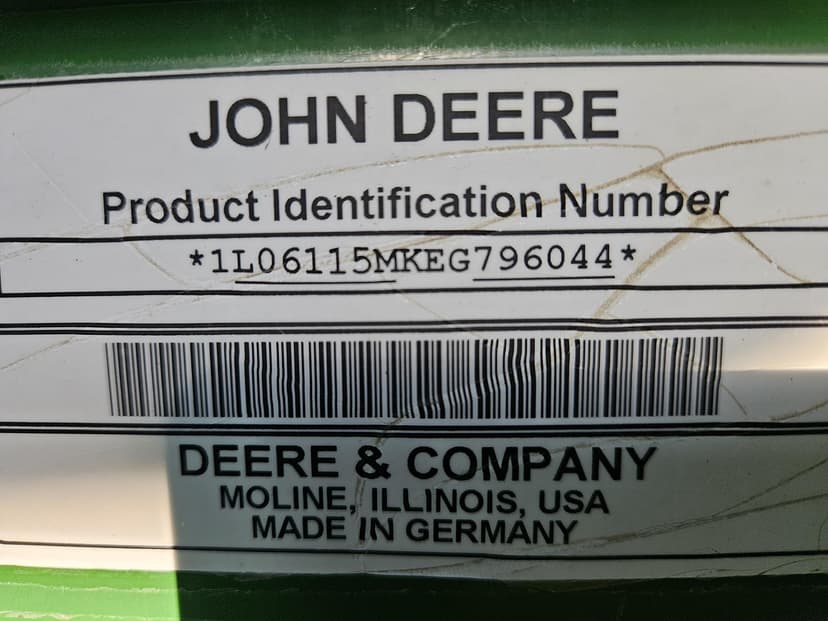 JOHN DEERE
Product Identification Number
*1L06115MKEG796044*
DEERE & COMPANY
MOLINE, ILLINOIS, USA
MADE IN GERMANY